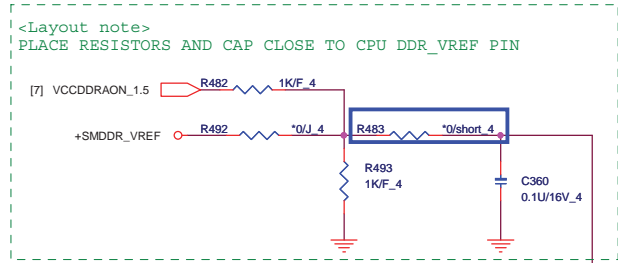 <Layout note>
PLACE RESISTORS AND CAP CLOSE TO CPU DDR_VREF PIN
[7] VCCDDRAON_1.5 R482 1K/F_4
+SMDDR_VREF R492 *0/J_4 R483 *0/short_4
R493
1K/F_4
C360
0.1U/16V_4